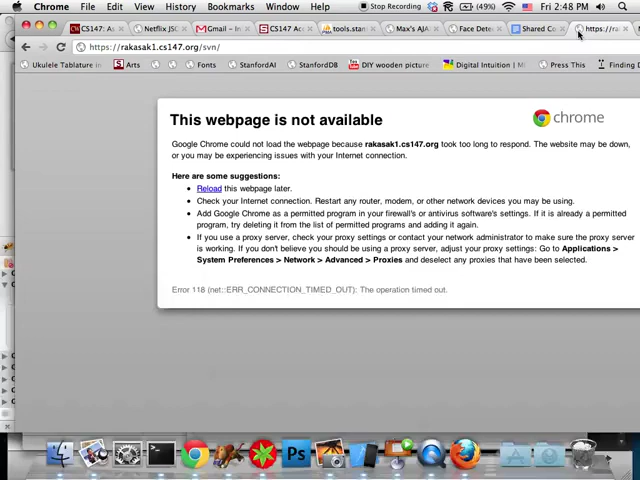 Chrome File Edit View History Bookmarks Window Help Stop Recording (49%) Fri 2:48 PM
CS147: As Netflix JSC Gmail - In CS147 Acc tools.stan Max's AJA Face Dete Shared Co https://ra
https://rakasak1.cs147.org/svn/
Ukulele Tablature in Fonts StanfordAI Arts StanfordDB DIY wooden picture Digital Intuition | Mo Press This Finding D
This webpage is not available
chrome
Google Chrome could not load the webpage because rakasak1.cs147.org took too long to respond. The website may be down,
or you may be experiencing issues with your Internet connection.
Here are some suggestions:
Reload this webpage later.
Check your Internet connection. Restart any router, modem, or other network devices you may be using.
Add Google Chrome as a permitted program in your firewall's or antivirus software's settings. If it is already a permitted
program, try deleting it from the list of permitted programs and adding it again.
If you use a proxy server, check your proxy settings or contact your network administrator to make sure the proxy server
is working. If you don't believe you should be using a proxy server, adjust your proxy settings: Go to Applications >
System Preferences > Network > Advanced > Proxies and deselect any proxies that have been selected.
Error 118 (net::ERR_CONNECTION_TIMED_OUT): The operation timed out.
Ps